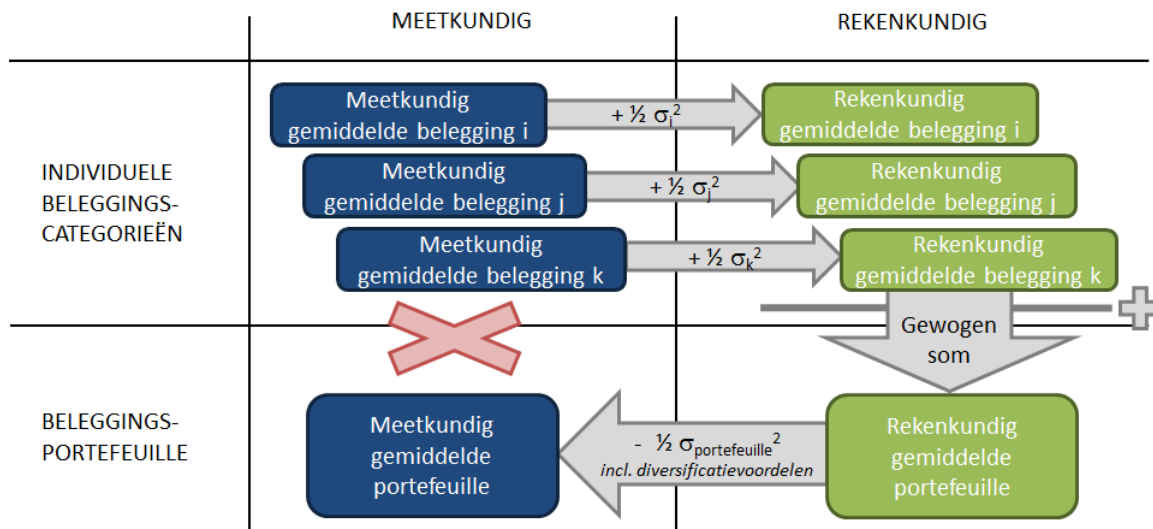 MEETKUNDIG
REKENKUNDIG
INDIVIDUELE
BELEGGINGS-
CATEGORIEËN
Meetkundig
gemiddelde belegging i
+ ½ σi²
Rekenkundig
gemiddelde belegging i
Meetkundig
gemiddelde belegging j
+ ½ σj²
Rekenkundig
gemiddelde belegging j
Meetkundig
gemiddelde belegging k
+ ½ σk²
Rekenkundig
gemiddelde belegging k
Gewogen
som
BELEGGINGS-
PORTEFEUILLE
Meetkundig
gemiddelde
portefeuille
- ½ σportefeuille²
incl. diversificatievoordelen
Rekenkundig
gemiddelde
portefeuille